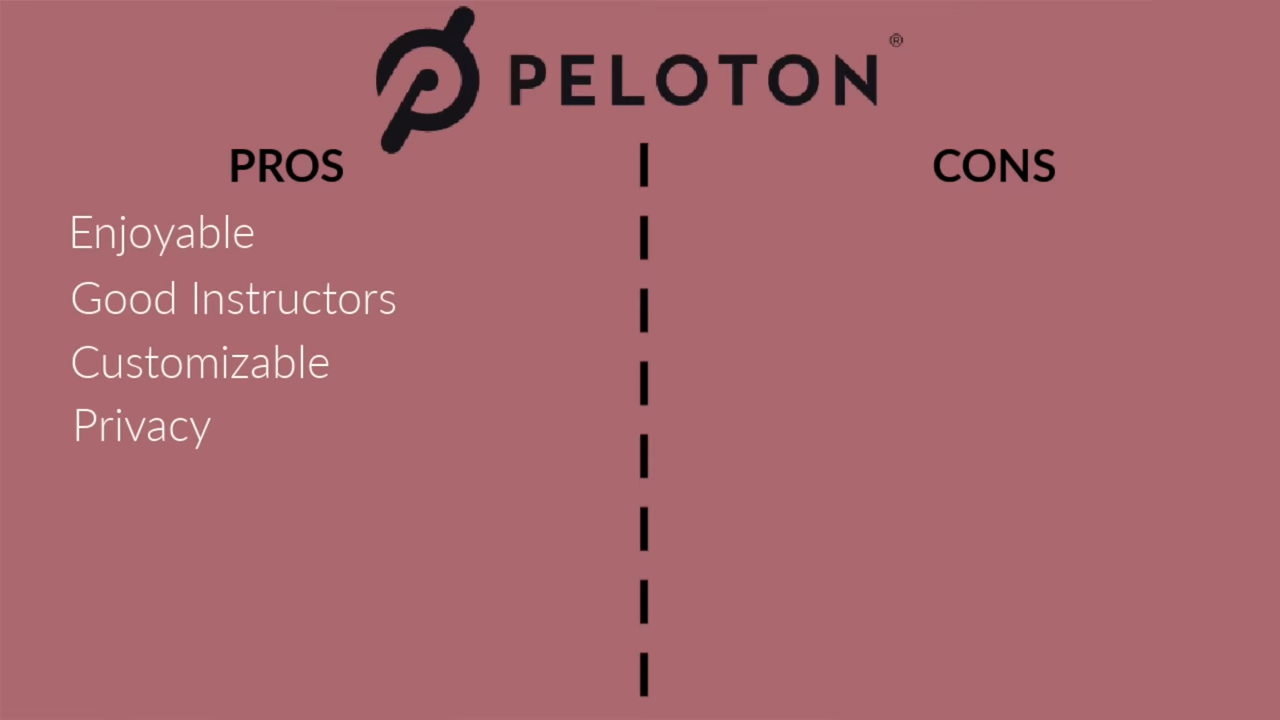 PELOTON®
PROS
CONS
Enjoyable
Good Instructors
Customizable
Privacy